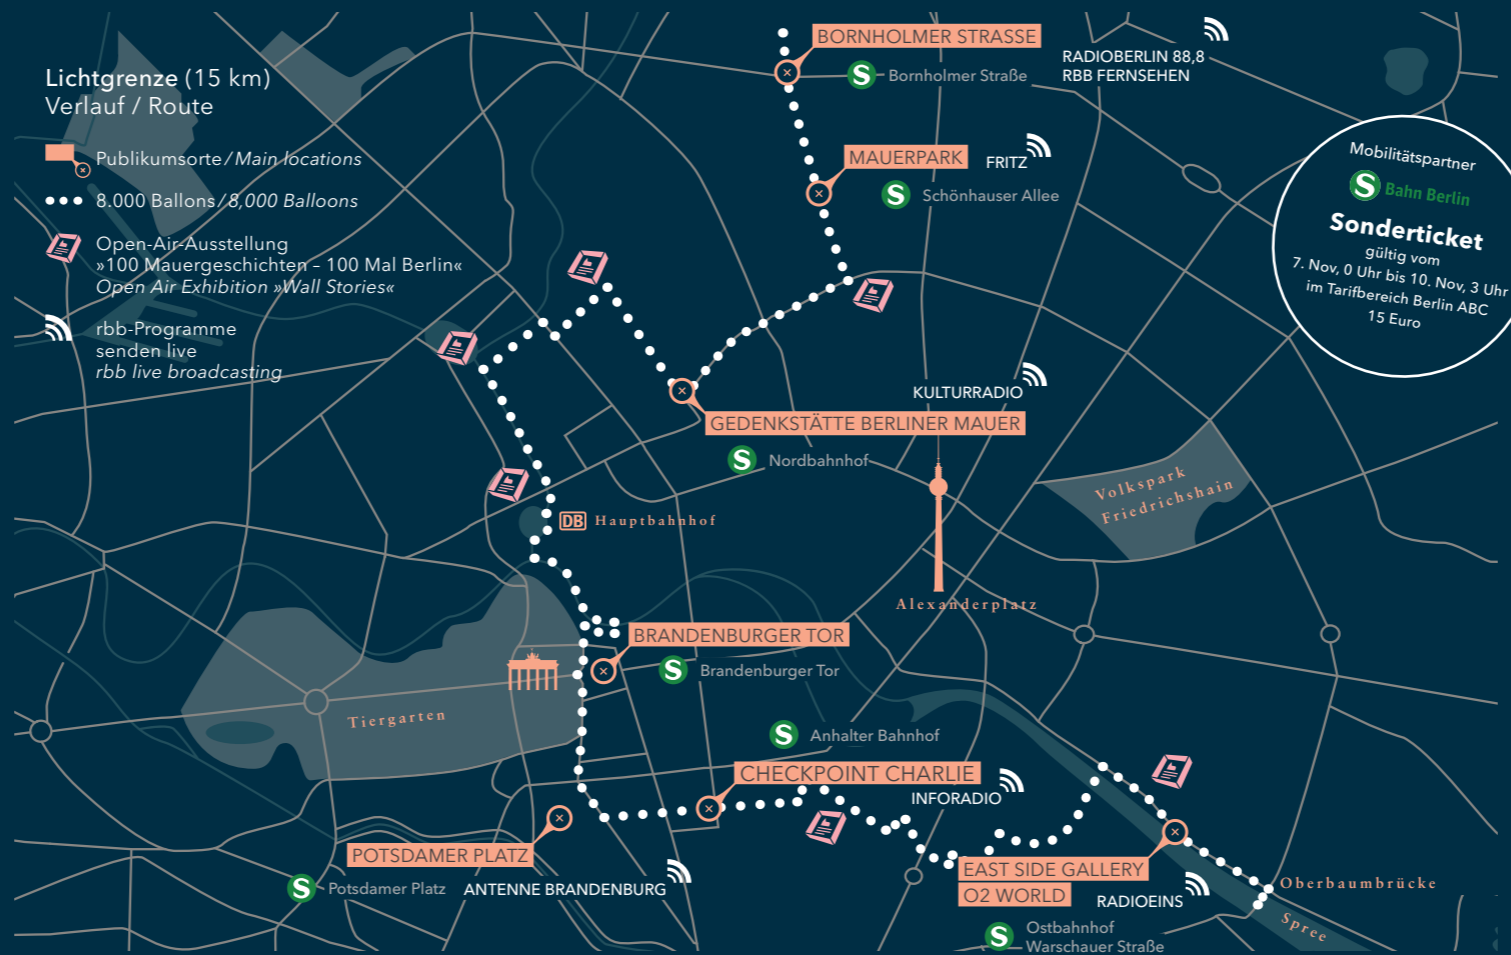 Lichtgrenze (15 km)
Verlauf / Route
Publikumsorte / Main locations
8.000 Ballons / 8,000 Balloons
Open-Air-Ausstellung
»100 Mauergeschichten – 100 Mal Berlin«
Open Air Exhibition »Wall Stories«
rbb-Programme
senden live
rbb live broadcasting
BORNHOLMER STRASSE
S Bornholmer Straße
RADIOBERLIN 88,8
RBB FERNSEHEN
MAUERPARK
FRITZ
S Schönhauser Allee
Mobilitätspartner
S Bahn Berlin
Sonderticket
gültig vom
7. Nov, 0 Uhr bis 10. Nov, 3 Uhr
im Tarifbereich Berlin ABC
15 Euro
KULTURRADIO
GEDENKSTÄTTE BERLINER MAUER
S Nordbahnhof
Volkspark
Friedrichshain
DB Hauptbahnhof
Alexanderplatz
BRANDENBURGER TOR
S Brandenburger Tor
Tiergarten
S Anhalter Bahnhof
CHECKPOINT CHARLIE
INFORADIO
POTSDAMER PLATZ
S Potsdamer Platz
ANTENNE BRANDENBURG
EAST SIDE GALLERY
O2 WORLD
RADIOEINS
Oberbaumbrücke
Spree
S Ostbahnhof
Warschauer Straße